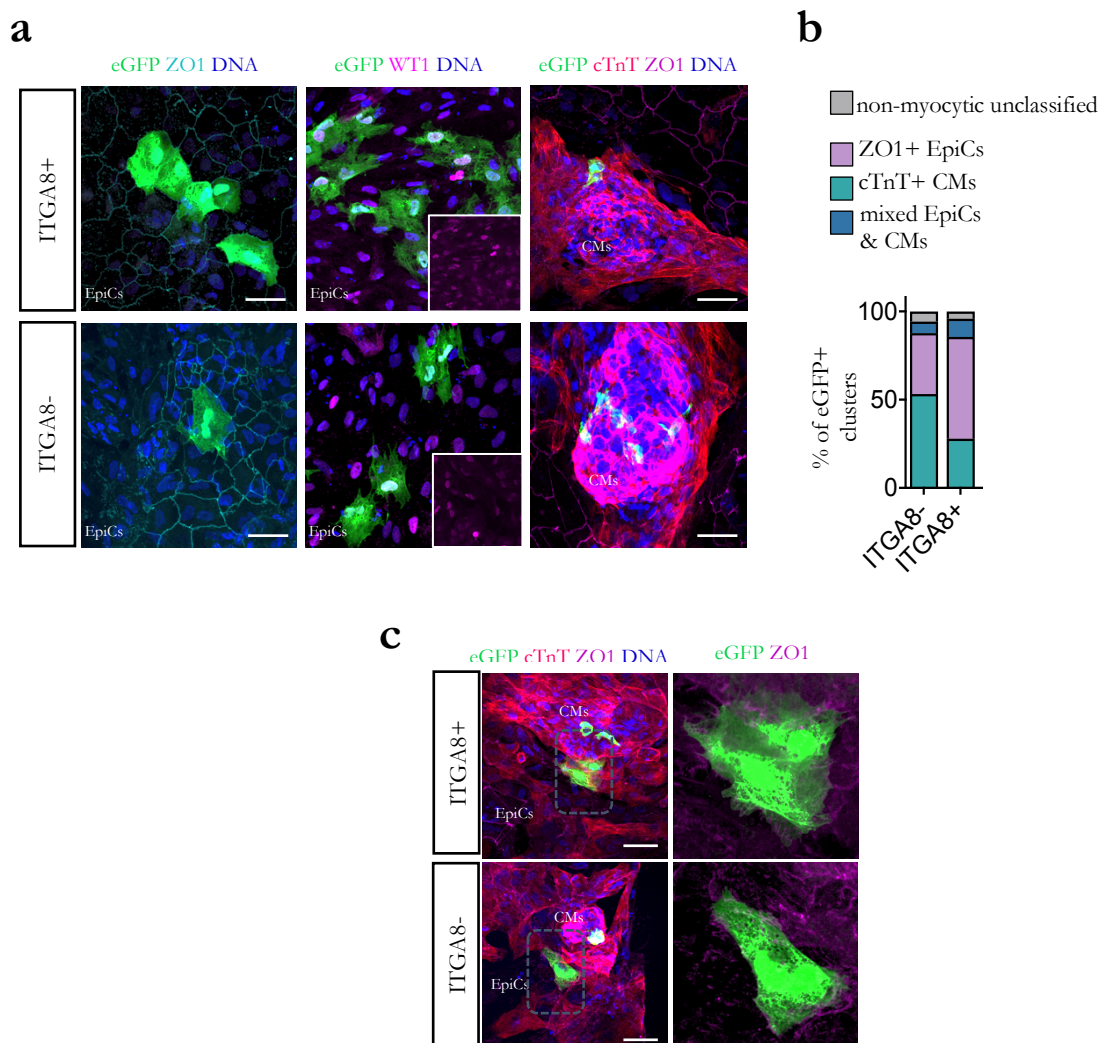 a
eGFP ZO1 DNA
eGFP WT1 DNA
eGFP cTnT ZO1 DNA
ITGA8+
EpiCs
EpiCs
CMs
ITGA8-
EpiCs
EpiCs
CMs
b
non-myocytic unclassified
ZO1+ EpiCs
cTnT+ CMs
mixed EpiCs
& CMs
% of eGFP+
clusters
100
50
0
ITGA8-
ITGA8+
c
eGFP cTnT ZO1 DNA
eGFP ZO1
ITGA8+
CMs
EpiCs
ITGA8-
CMs
EpiCs